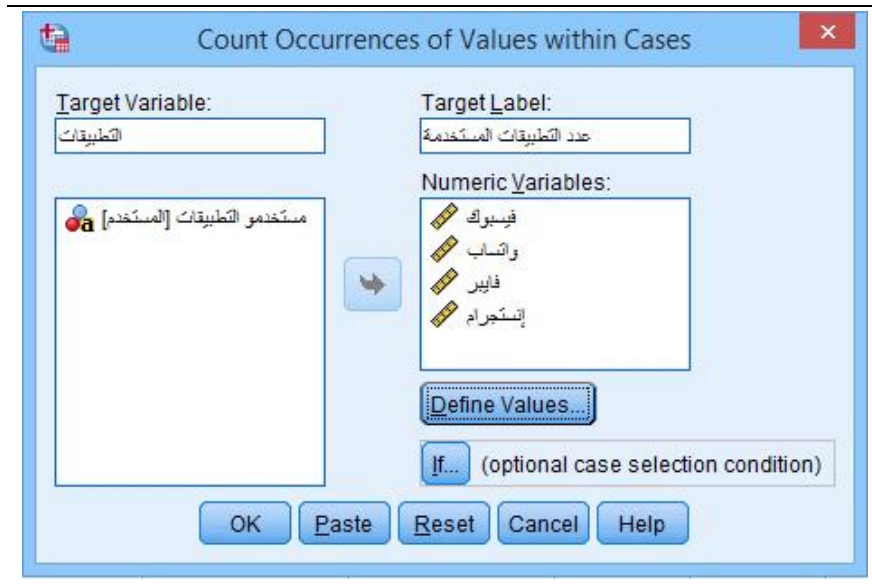 Count Occurrences of Values within Cases
Target Variable:
التطبيقات
Target Label:
عدد التطبيقات المستخدمة
مستخدمو التطبيقات [المستخدم]
Numeric Variables:
فيسبوك
واتساب
فايبر
إنستجرام
Define Values...
If... (optional case selection condition)
OK Paste Reset Cancel Help